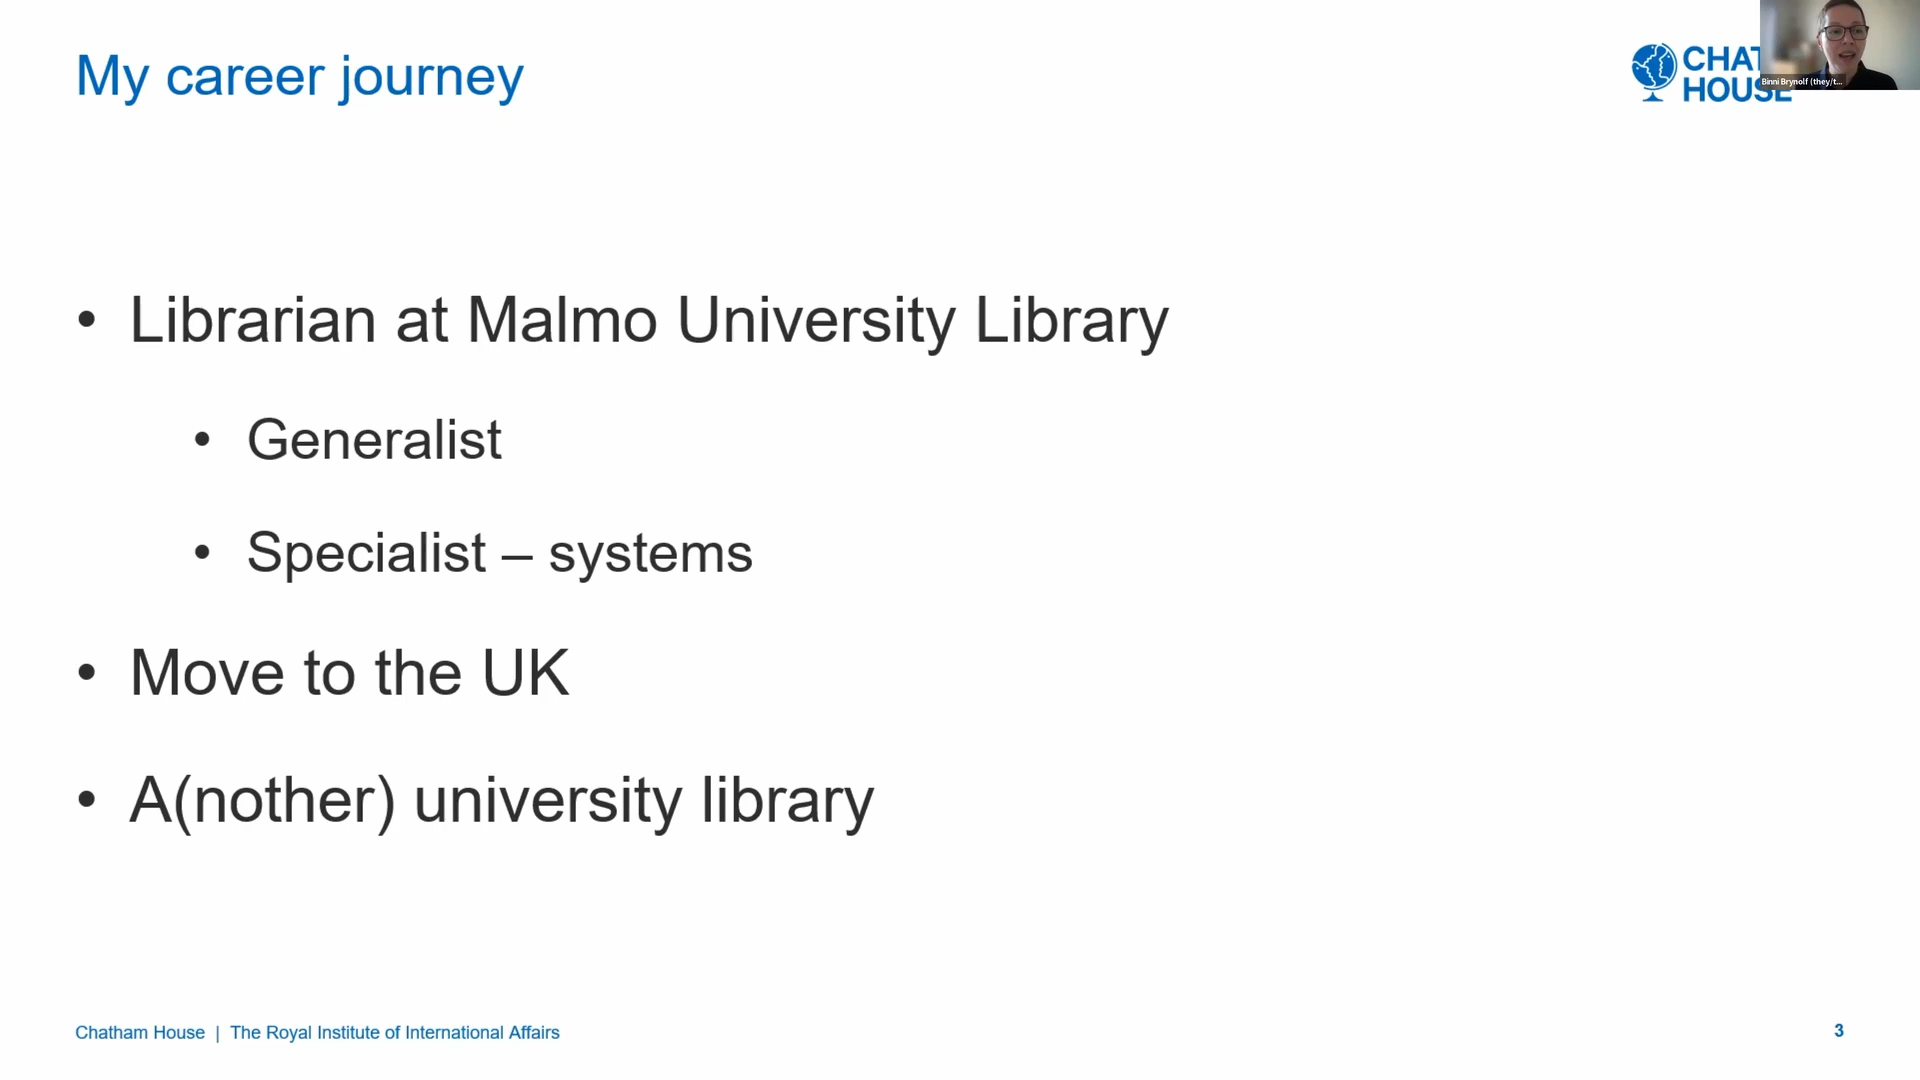 My career journey
CHAT
HOUSE
Binni Brynolf (they/t...
• Librarian at Malmo University Library
• Generalist
• Specialist – systems
• Move to the UK
• A(nother) university library
Chatham House | The Royal Institute of International Affairs
3